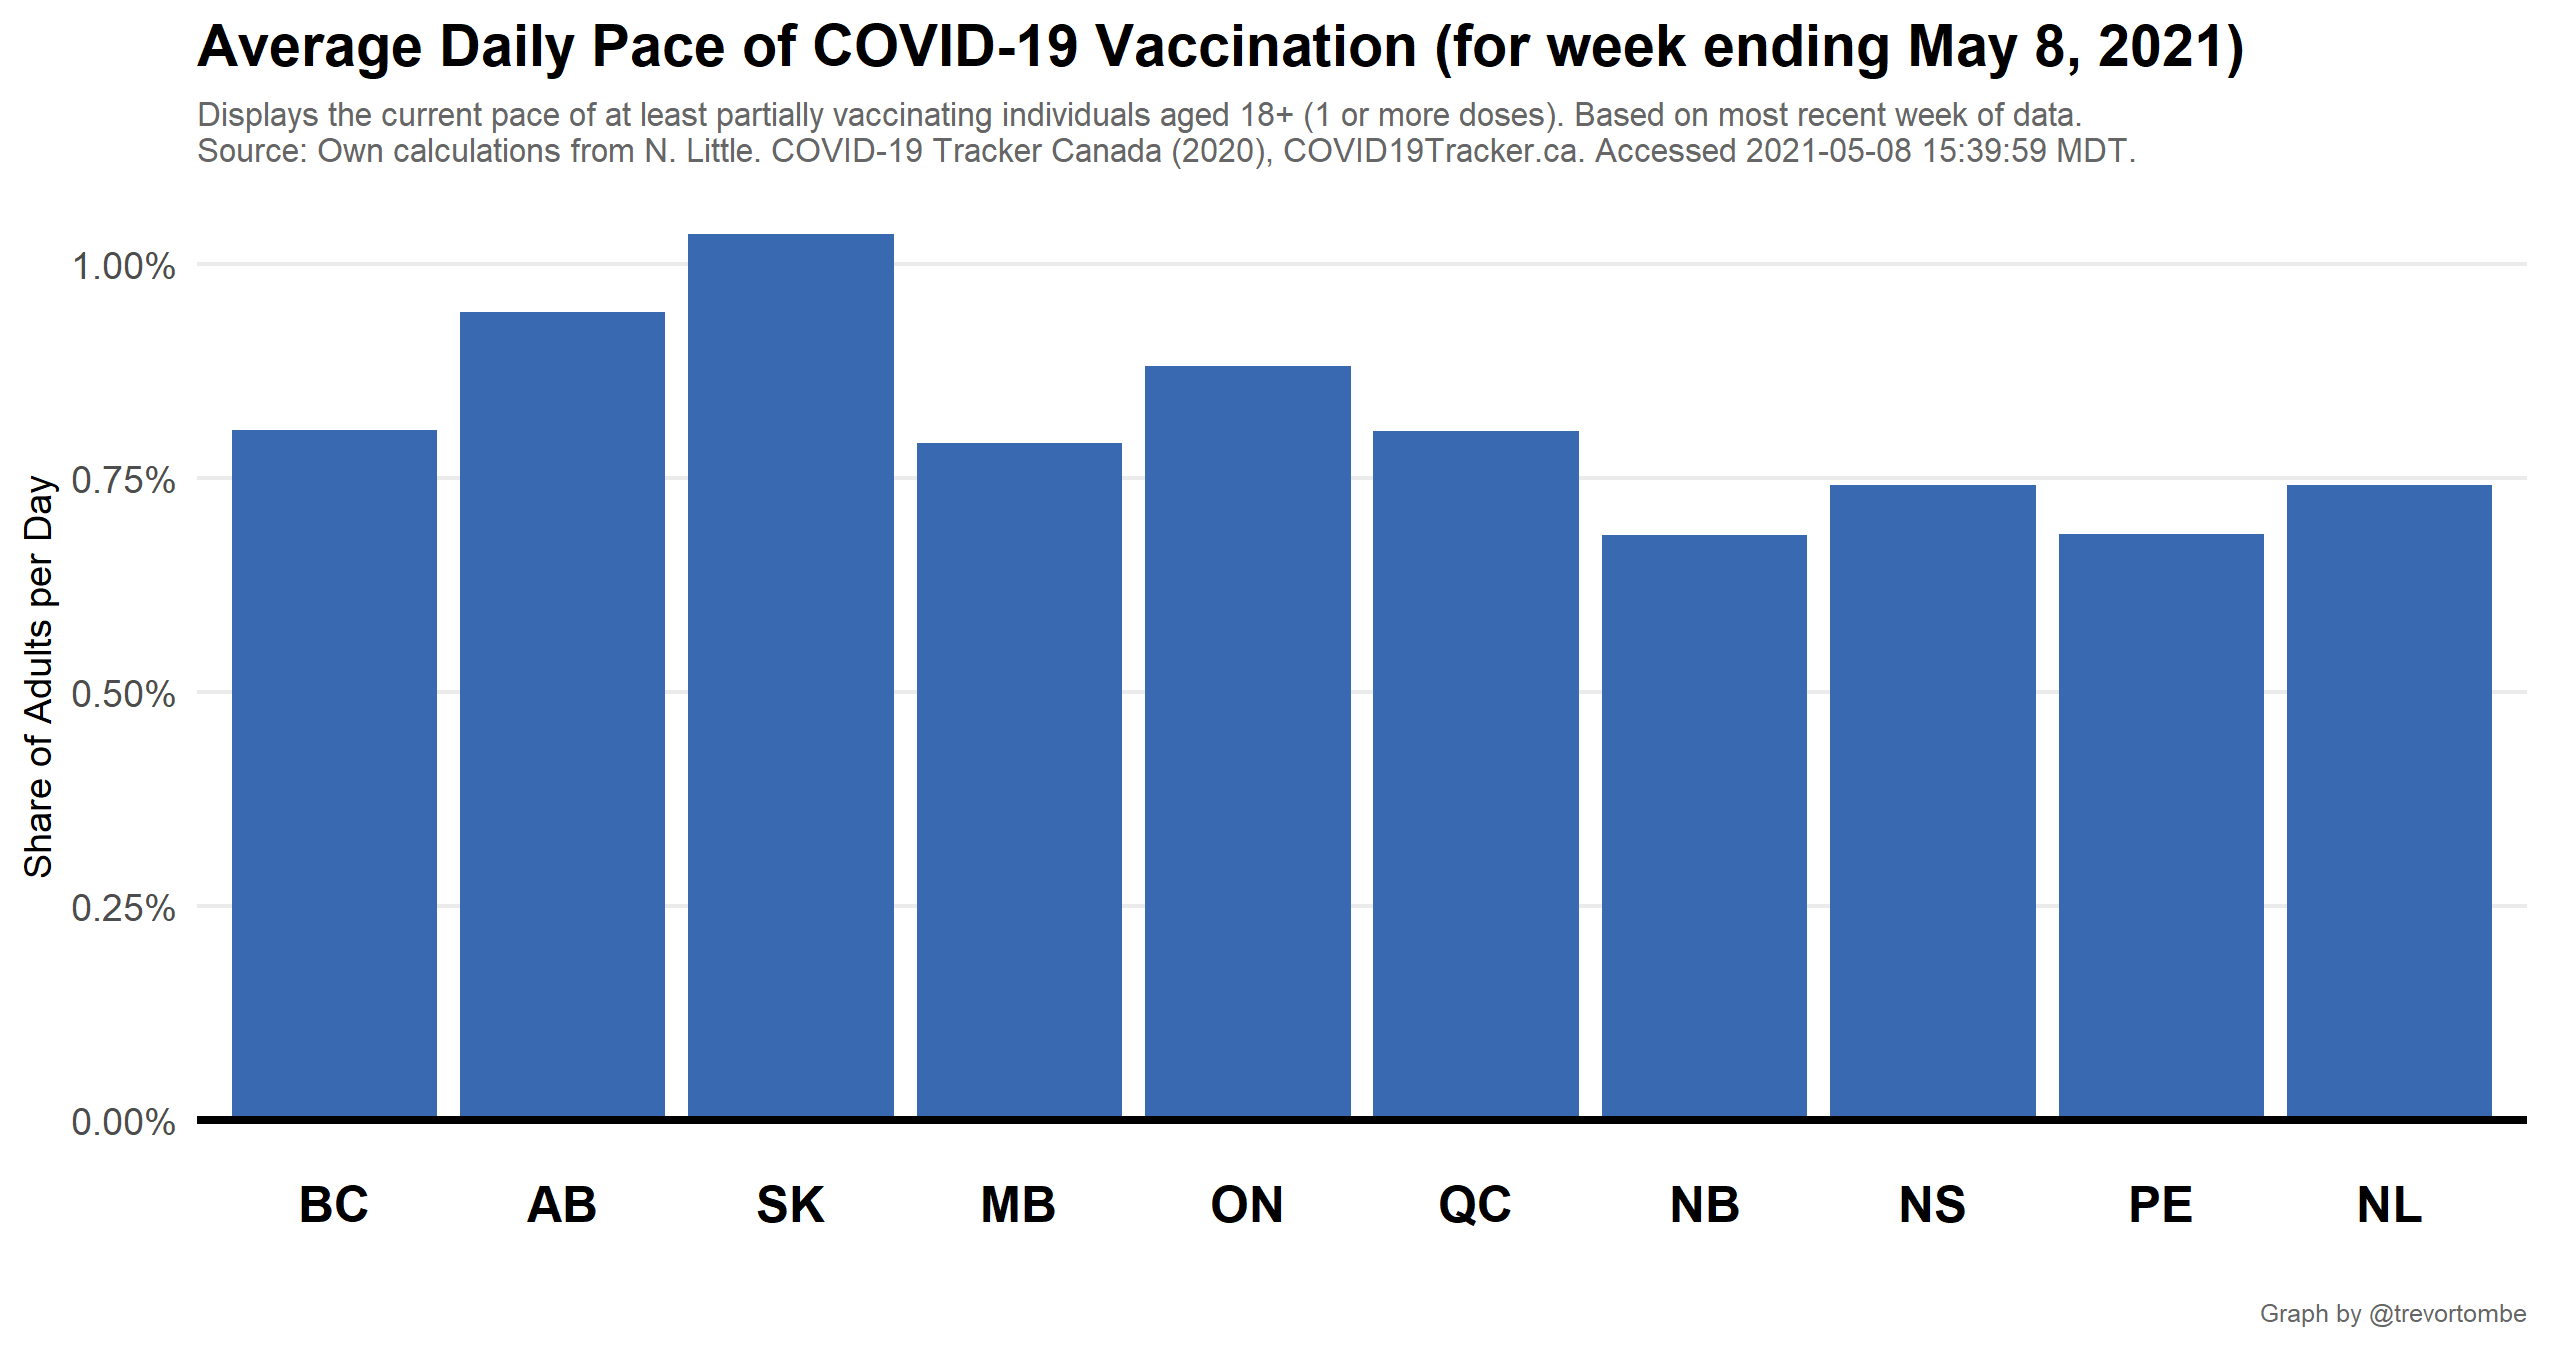 Average Daily Pace of COVID-19 Vaccination (for week ending May 8, 2021)
Displays the current pace of at least partially vaccinating individuals aged 18+ (1 or more doses). Based on most recent week of data.
Source: Own calculations from N. Little. COVID-19 Tracker Canada (2020), COVID19Tracker.ca. Accessed 2021-05-08 15:39:59 MDT.
Share of Adults per Day
1.00%
0.75%
0.50%
0.25%
0.00%
BC AB SK MB ON QC NB NS PE NL
Graph by @trevortombe